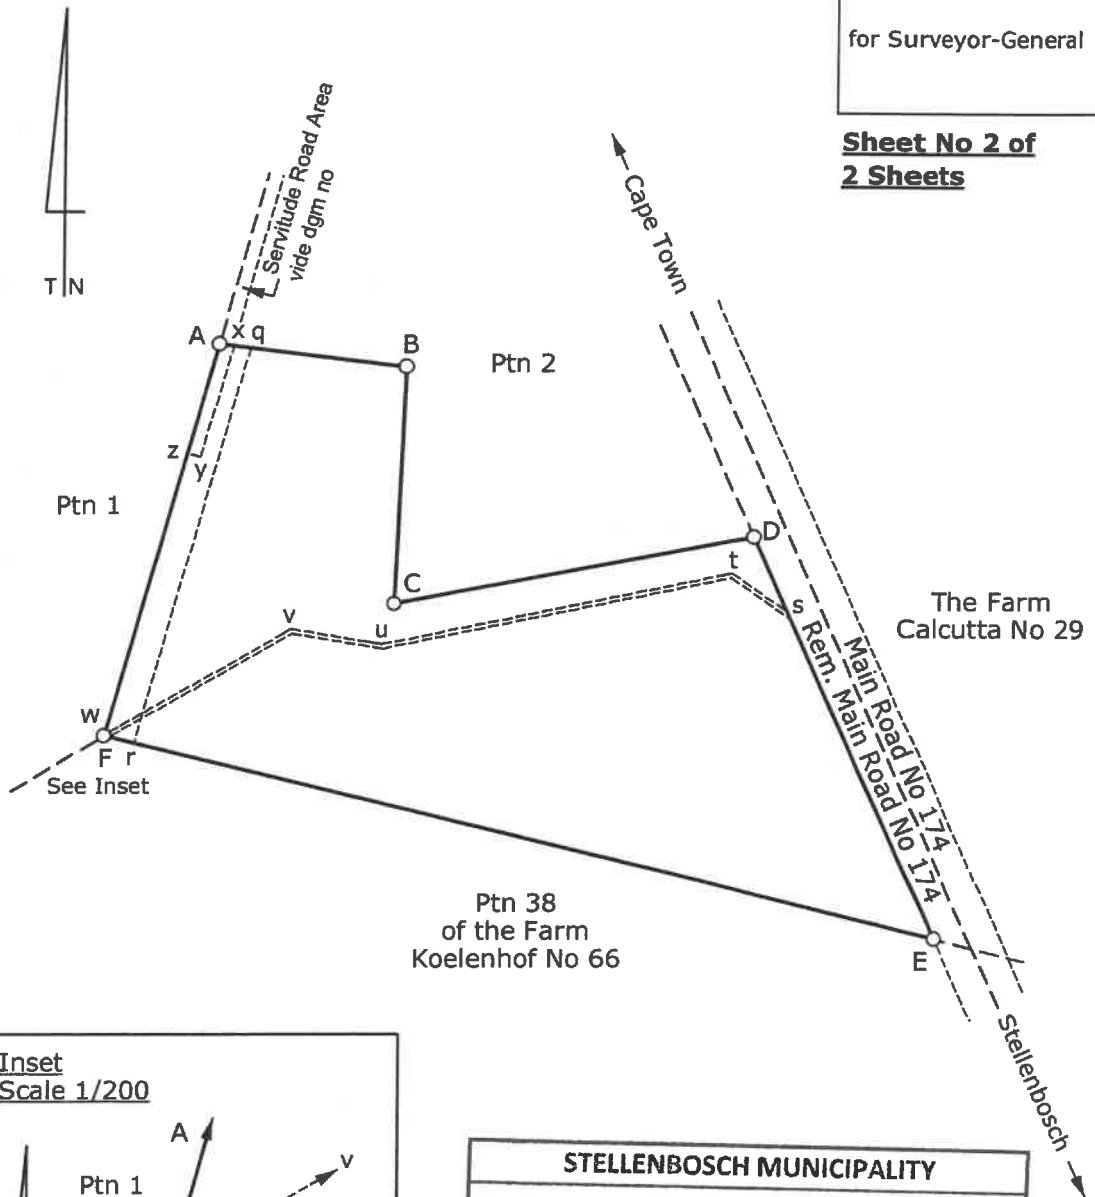 for Surveyor-General
Sheet No 2 of
2 Sheets
T N
Servitude Road Area
vide dgm no
Cape Town
A x q
B
Ptn 2
z
y
Ptn 1
D
t
C
s
v
u
The Farm
Calcutta No 29
Main Road No 174
Rem. Main Road No 174
w
F r
See Inset
Ptn 38
of the Farm
Koelenhof No 66
E
Stellenbosch
Inset
Scale 1/200
A
v
Ptn 1
STELLENBOSCH MUNICIPALITY